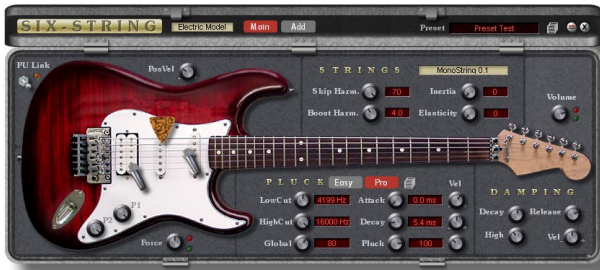 SIX-STRING Electric Model Main Add Preset Preset Test X
PU Link PosVel STRINGS MonoString 0.1
Skip Harm. 70 Inertia 0 Volume
Boost Harm. 4.0 Elasticity 0
PLUCK Easy Pro Vel DAMPING
LowCut 4199 Hz Attack 0.0 ms Decay Release
P2 P1 HighCut 16000 Hz Decay 5.4 ms High Vel
Force Global 80 Pluck 100